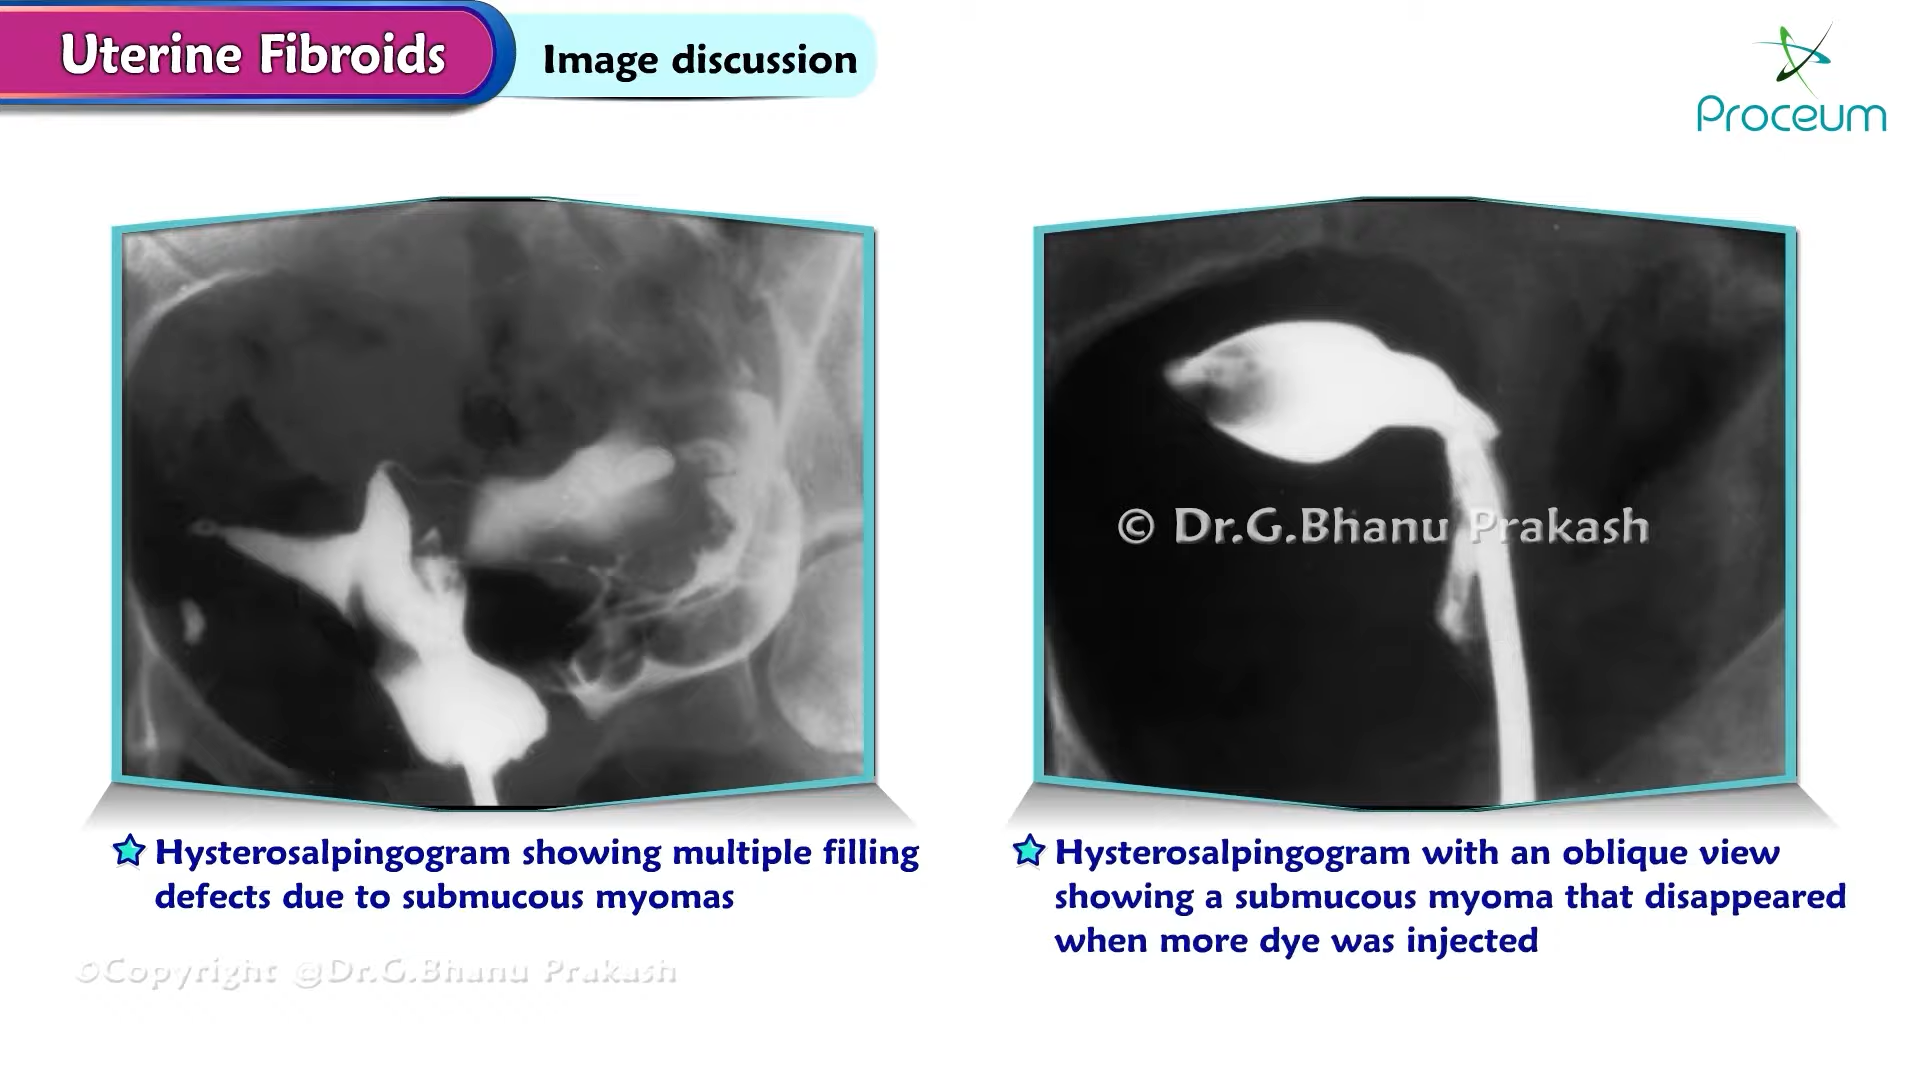 Uterine Fibroids
Image discussion
Proceum
© Dr.G.Bhanu Prakash
Hysterosalpingogram showing multiple filling
defects due to submucous myomas
Hysterosalpingogram with an oblique view
showing a submucous myoma that disappeared
when more dye was injected
©Copyright @Dr.G.Bhanu Prakash